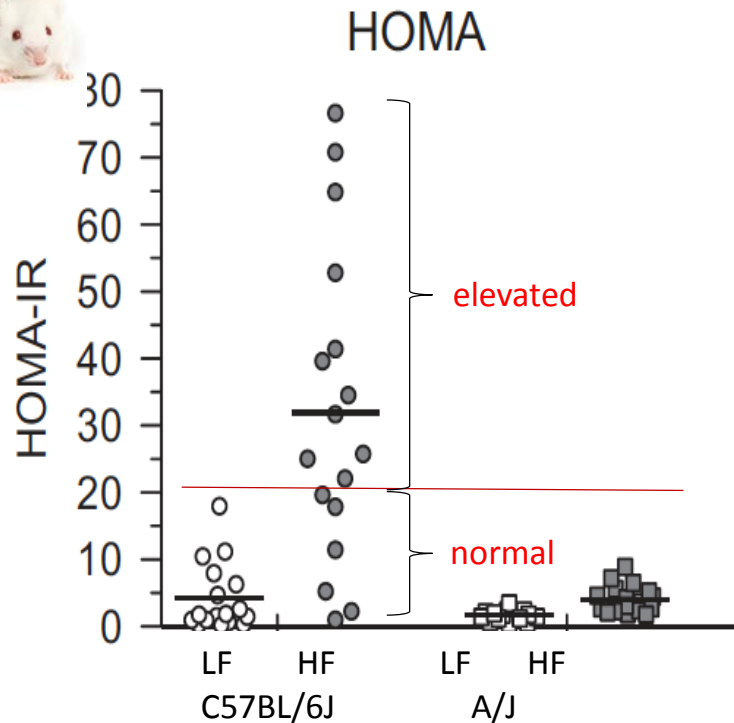 HOMA
HOMA-IR
80
70
60
50
40
30
20
10
0
elevated
normal
LF HF LF HF
C57BL/6J A/J